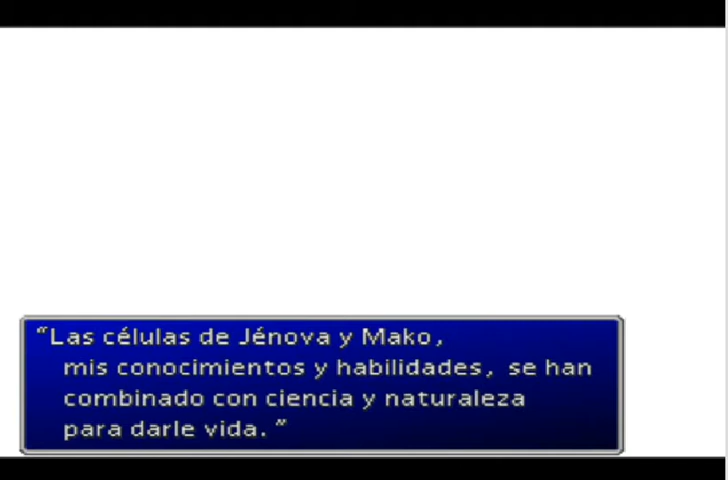 “Las células de Jénova y Mako,
mis conocimientos y habilidades, se han
combinado con ciencia y naturaleza
para darle vida.”